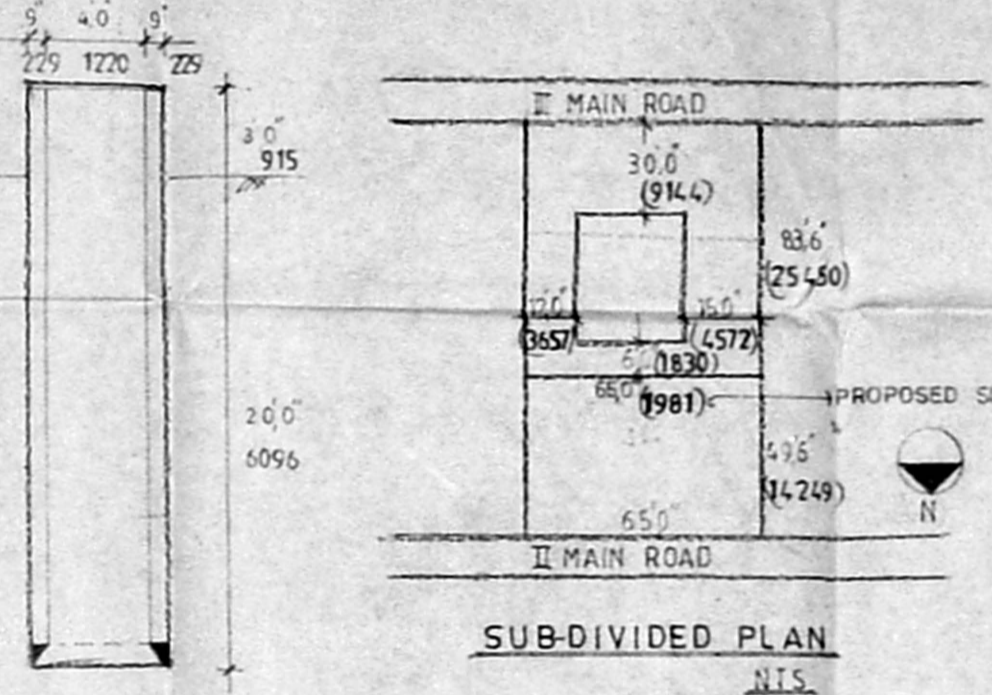 9" 4.0 9"
229 1220 229
3'0"
915
20'0"
6096
III MAIN ROAD
30'0"
(9144)
83'6"
(25450)
12'0" 15'0"
(3657) (4572)
(1830)
65'0" (1981)
PROPOSED
49'6"
(14249)
N
65'0"
II MAIN ROAD
SUB-DIVIDED PLAN
NTS